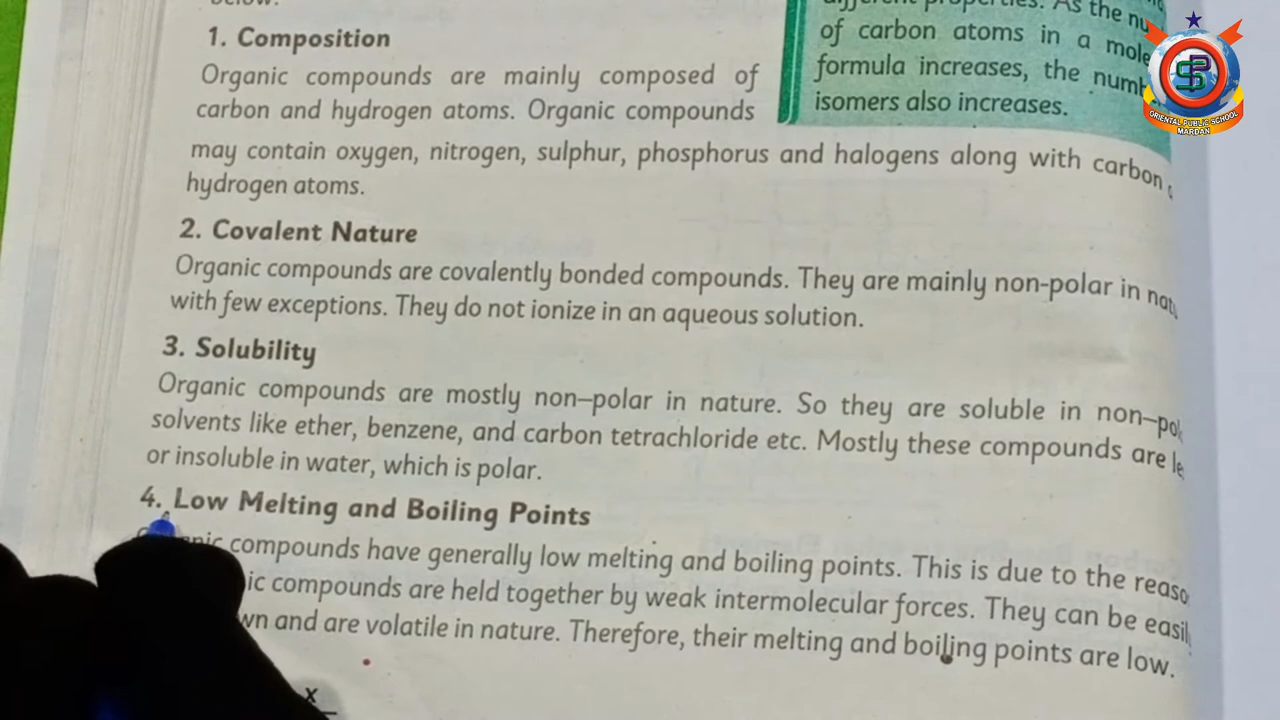 1. Composition
Organic compounds are mainly composed of
carbon and hydrogen atoms. Organic compounds
may contain oxygen, nitrogen, sulphur, phosphorus and halogens along with carbon
hydrogen atoms.
2. Covalent Nature
Organic compounds are covalently bonded compounds. They are mainly non-polar in
with few exceptions. They do not ionize in an aqueous solution.
3. Solubility
Organic compounds are mostly non–polar in nature. So they are soluble in
solvents like ether, benzene, and carbon tetrachloride etc. Mostly these compounds are
or insoluble in water, which is polar.
4. Low Melting and Boiling Points
compounds have generally low melting and boiling points. This is due to the
compounds are held together by weak intermolecular forces. They can be
and are volatile in nature. Therefore, their melting and boiling points are low.
x
properties. As the
of carbon atoms in a
formula increases, the
isomers also increases.
ORIENTAL PUBLIC SCHOOL
MARDAN